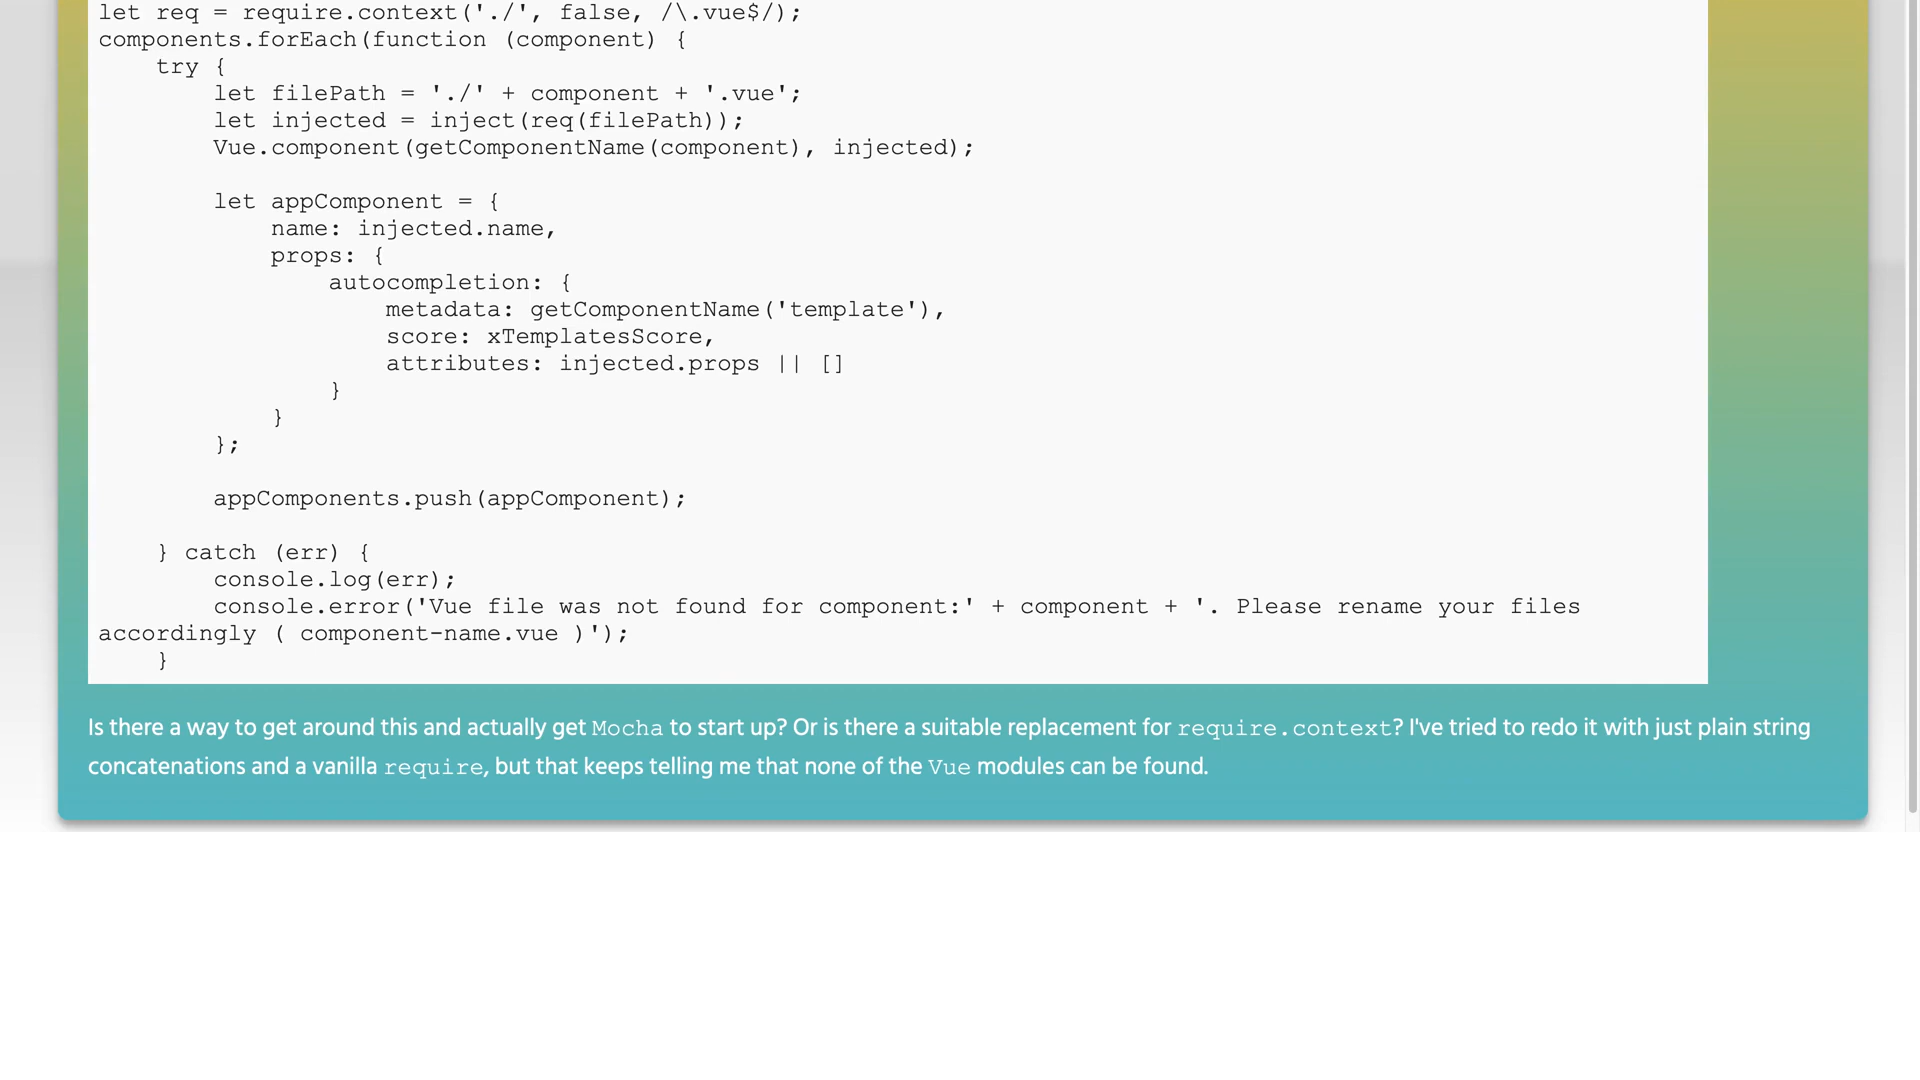 let req = require.context('./', false, /\.vue$/);
components.forEach(function (component) {
    try {
        let filePath = './' + component + '.vue';
        let injected = inject(req(filePath));
        Vue.component(getComponentName(component), injected);

        let appComponent = {
            name: injected.name,
            props: {
                autocompletion: {
                    metadata: getComponentName('template'),
                    score: xTemplatesScore,
                    attributes: injected.props || []
                }
            }
        };

        appComponents.push(appComponent);

    } catch (err) {
        console.log(err);
        console.error('Vue file was not found for component:' + component + '. Please rename your files
accordingly ( component-name.vue )');
    }
Is there a way to get around this and actually get Mocha to start up? Or is there a suitable replacement for require.context? I've tried to redo it with just plain string
concatenations and a vanilla require, but that keeps telling me that none of the Vue modules can be found.